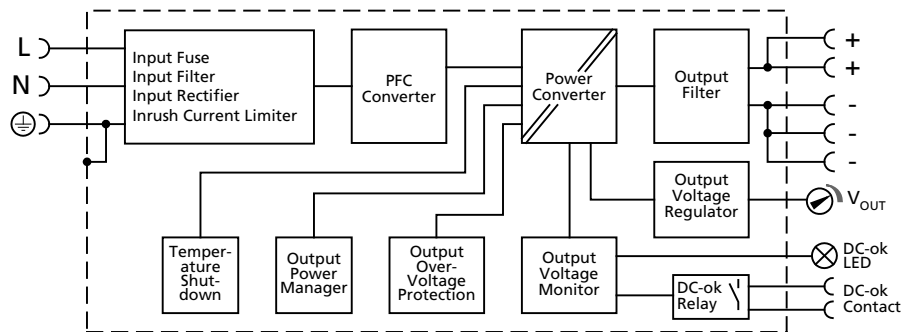 L
N
+
+
-
-
-
Input Fuse
Input Filter
Input Rectifier
Inrush Current Limiter
PFC
Converter
Power
Converter
Output
Filter
Output
Voltage
Regulator
V OUT
Temper-
ature
Shut-
down
Output
Power
Manager
Output
Over-
Voltage
Protection
Output
Voltage
Monitor
DC-ok
Relay
DC-ok
LED
DC-ok
Contact